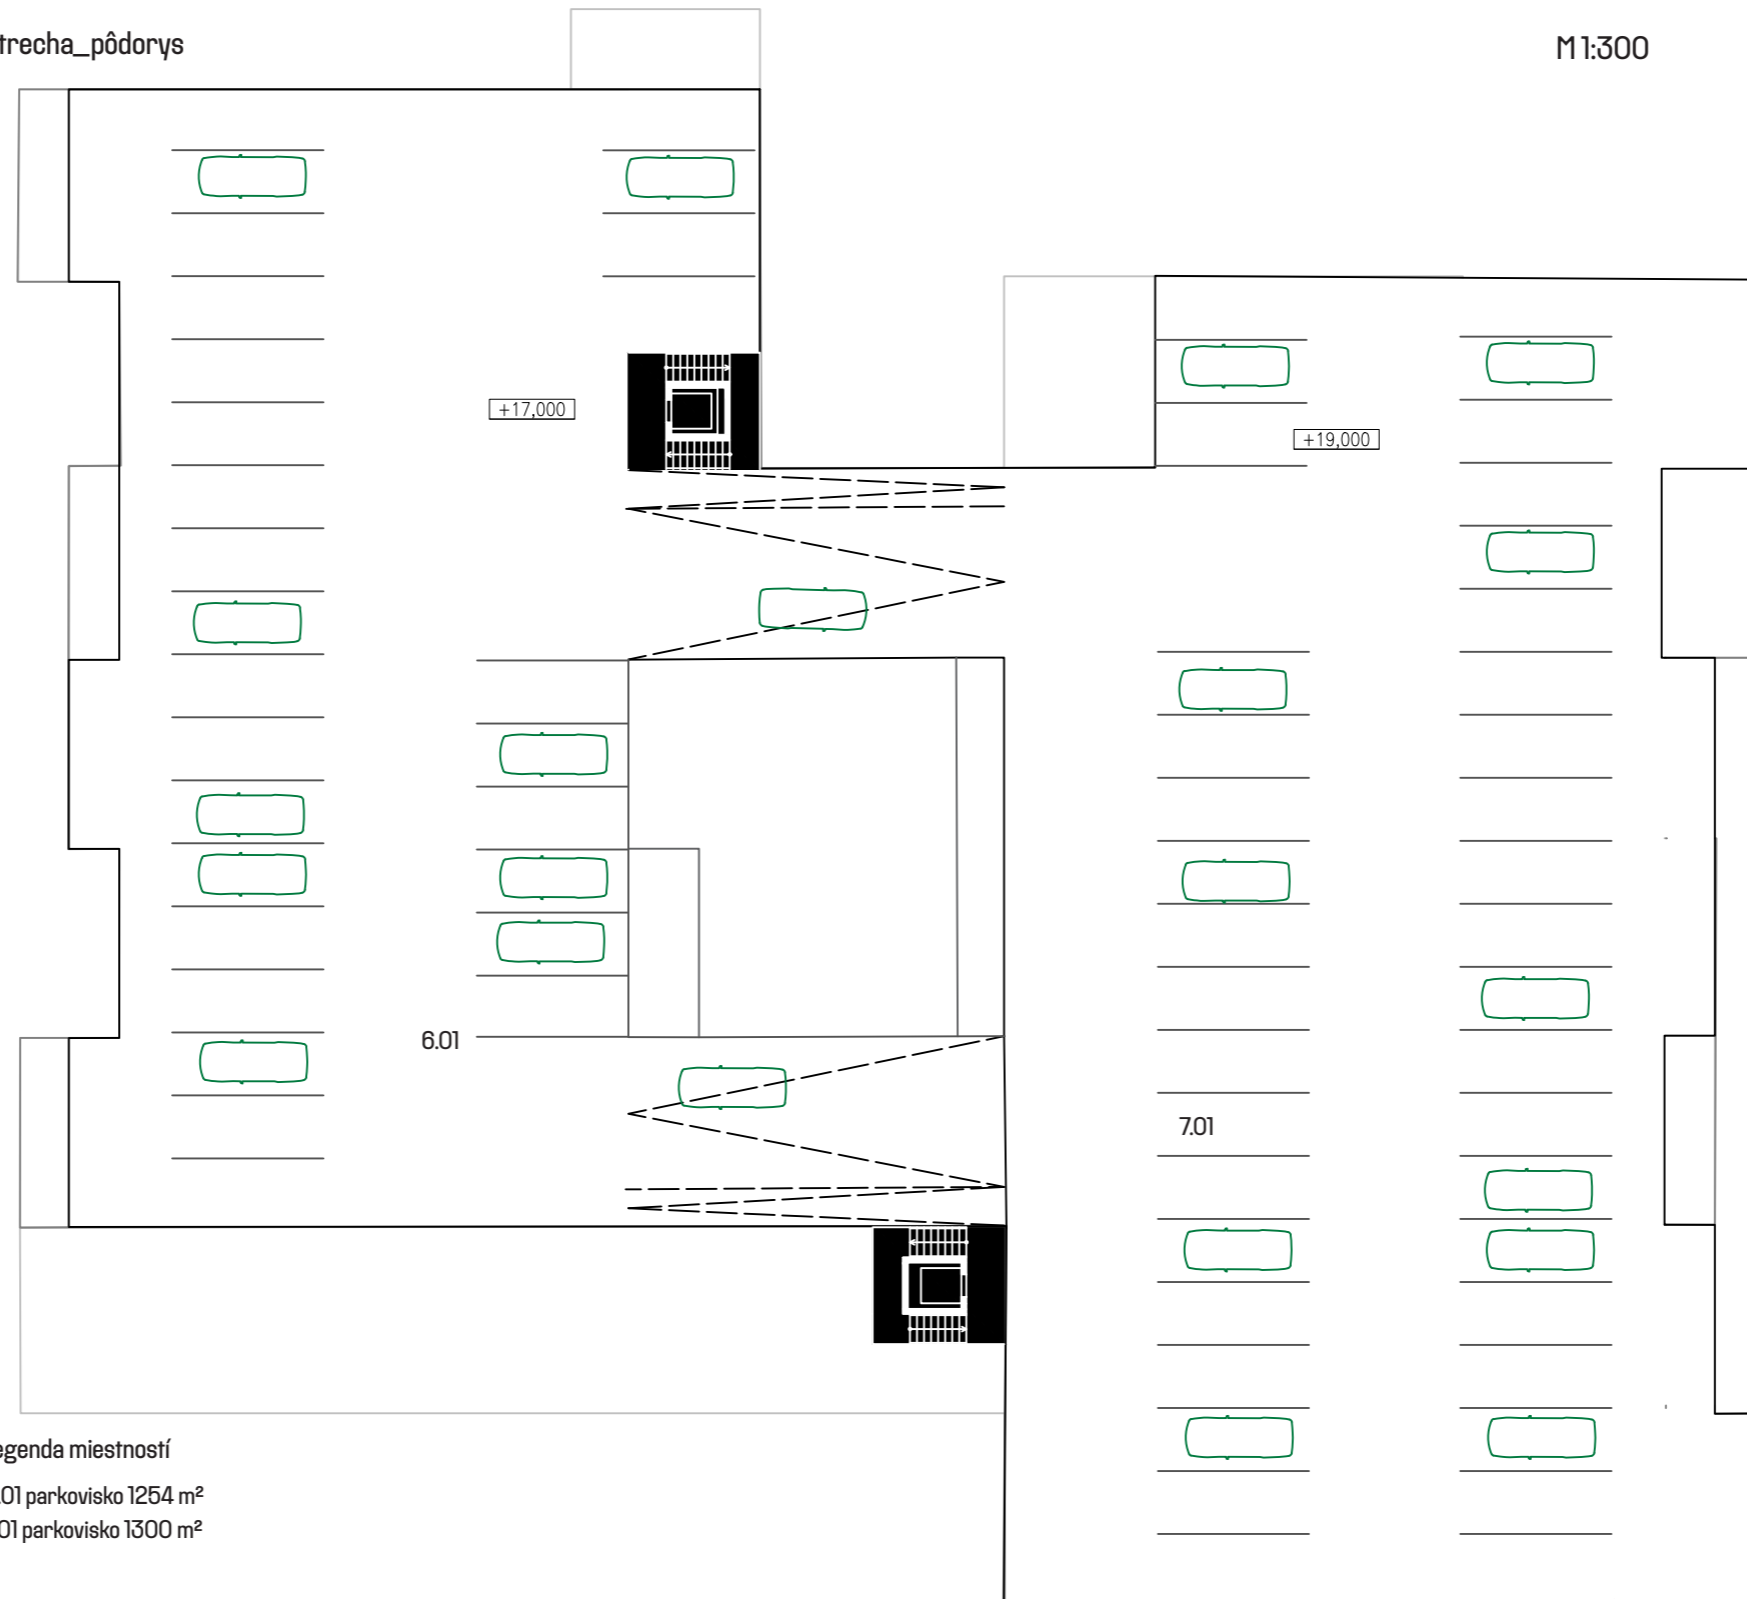 trecha_pôdorys
M 1:300
+17,000
+19,000
6.01
7.01
egenda miestností
.01 parkovisko 1254 m²
01 parkovisko 1300 m²